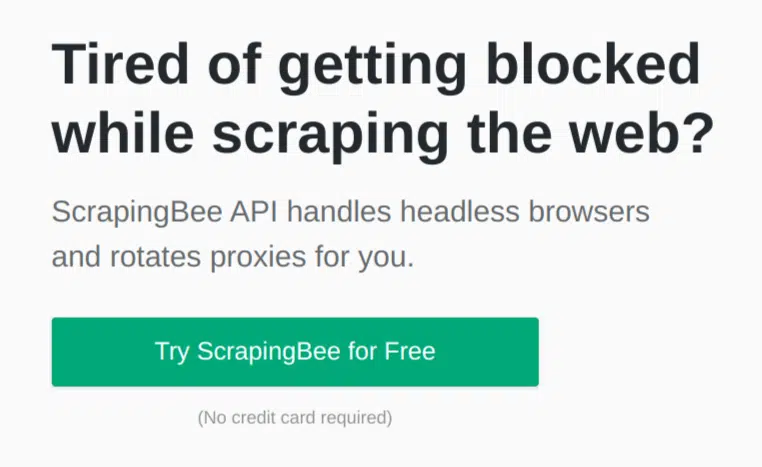 Tired of getting blocked
while scraping the web?
ScrapingBee API handles headless browsers
and rotates proxies for you.
Try ScrapingBee for Free
(No credit card required)